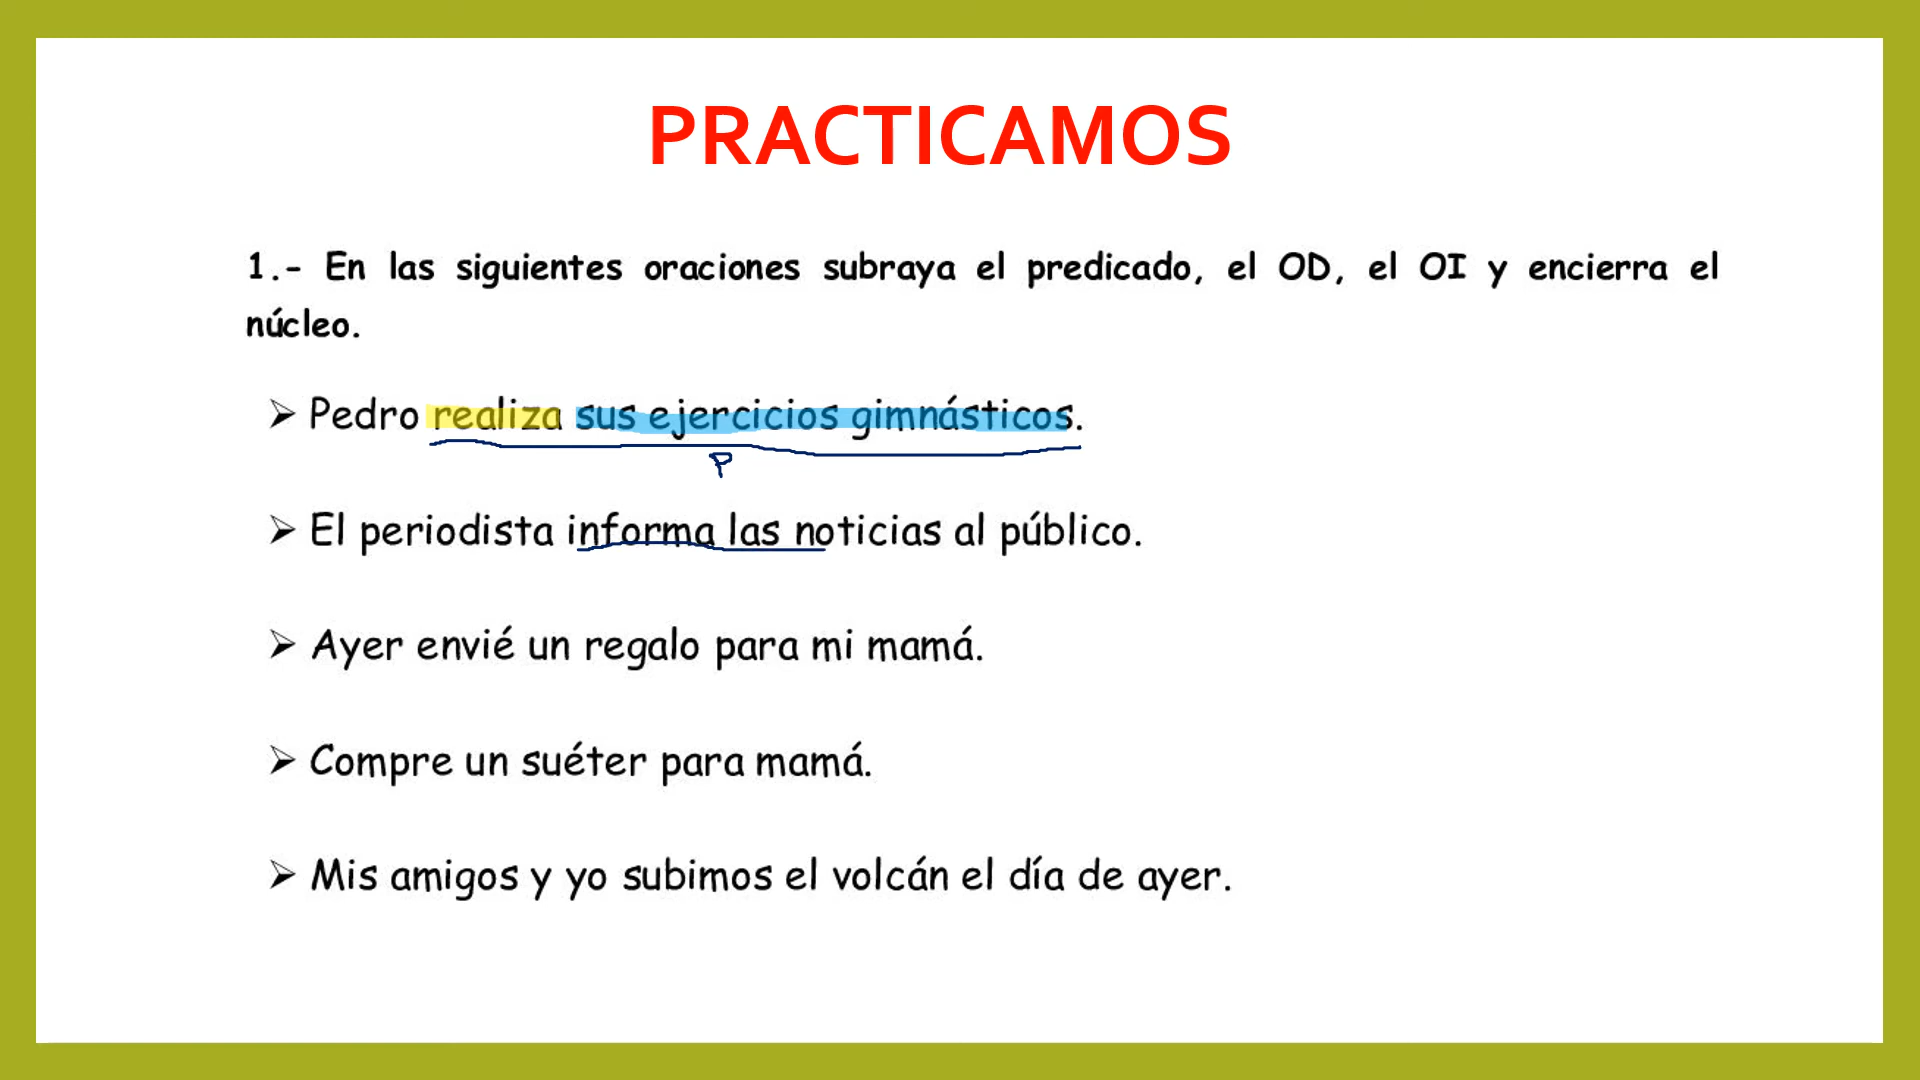 PRACTICAMOS
1.- En las siguientes oraciones subraya el predicado, el OD, el OI y encierra el
núcleo.
➢ Pedro realiza sus ejercicios gimnásticos.
P
➢ El periodista informa las noticias al público.
➢ Ayer envié un regalo para mi mamá.
➢ Compre un suéter para mamá.
➢ Mis amigos y yo subimos el volcán el día de ayer.